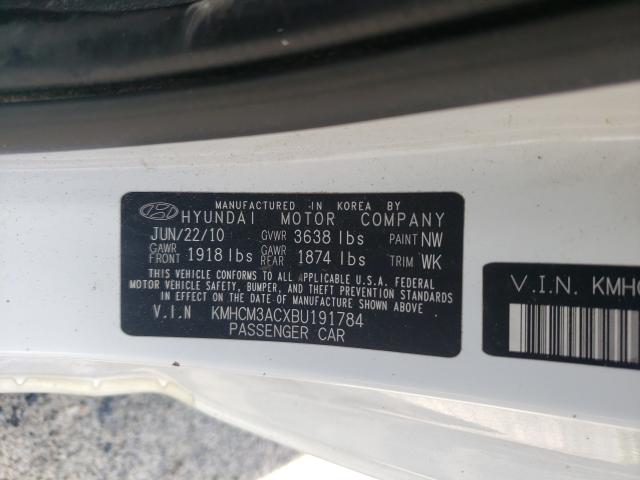 MANUFACTURED IN KOREA BY
HYUNDAI MOTOR COMPANY
JUN/22/10 GVWR 3638 lbs PAINT NW
GAWR FRONT 1918 lbs GAWR REAR 1874 lbs TRIM WK
THIS VEHICLE CONFORMS TO ALL APPLICABLE U.S.A. FEDERAL
MOTOR VEHICLE SAFETY, BUMPER, AND THEFT PREVENTION STANDARDS
IN EFFECT ON THE DATE OF MANUFACTURE SHOWN ABOVE.
V.I.N KMHCM3ACXBU191784
PASSENGER CAR
V.I.N. KMHC